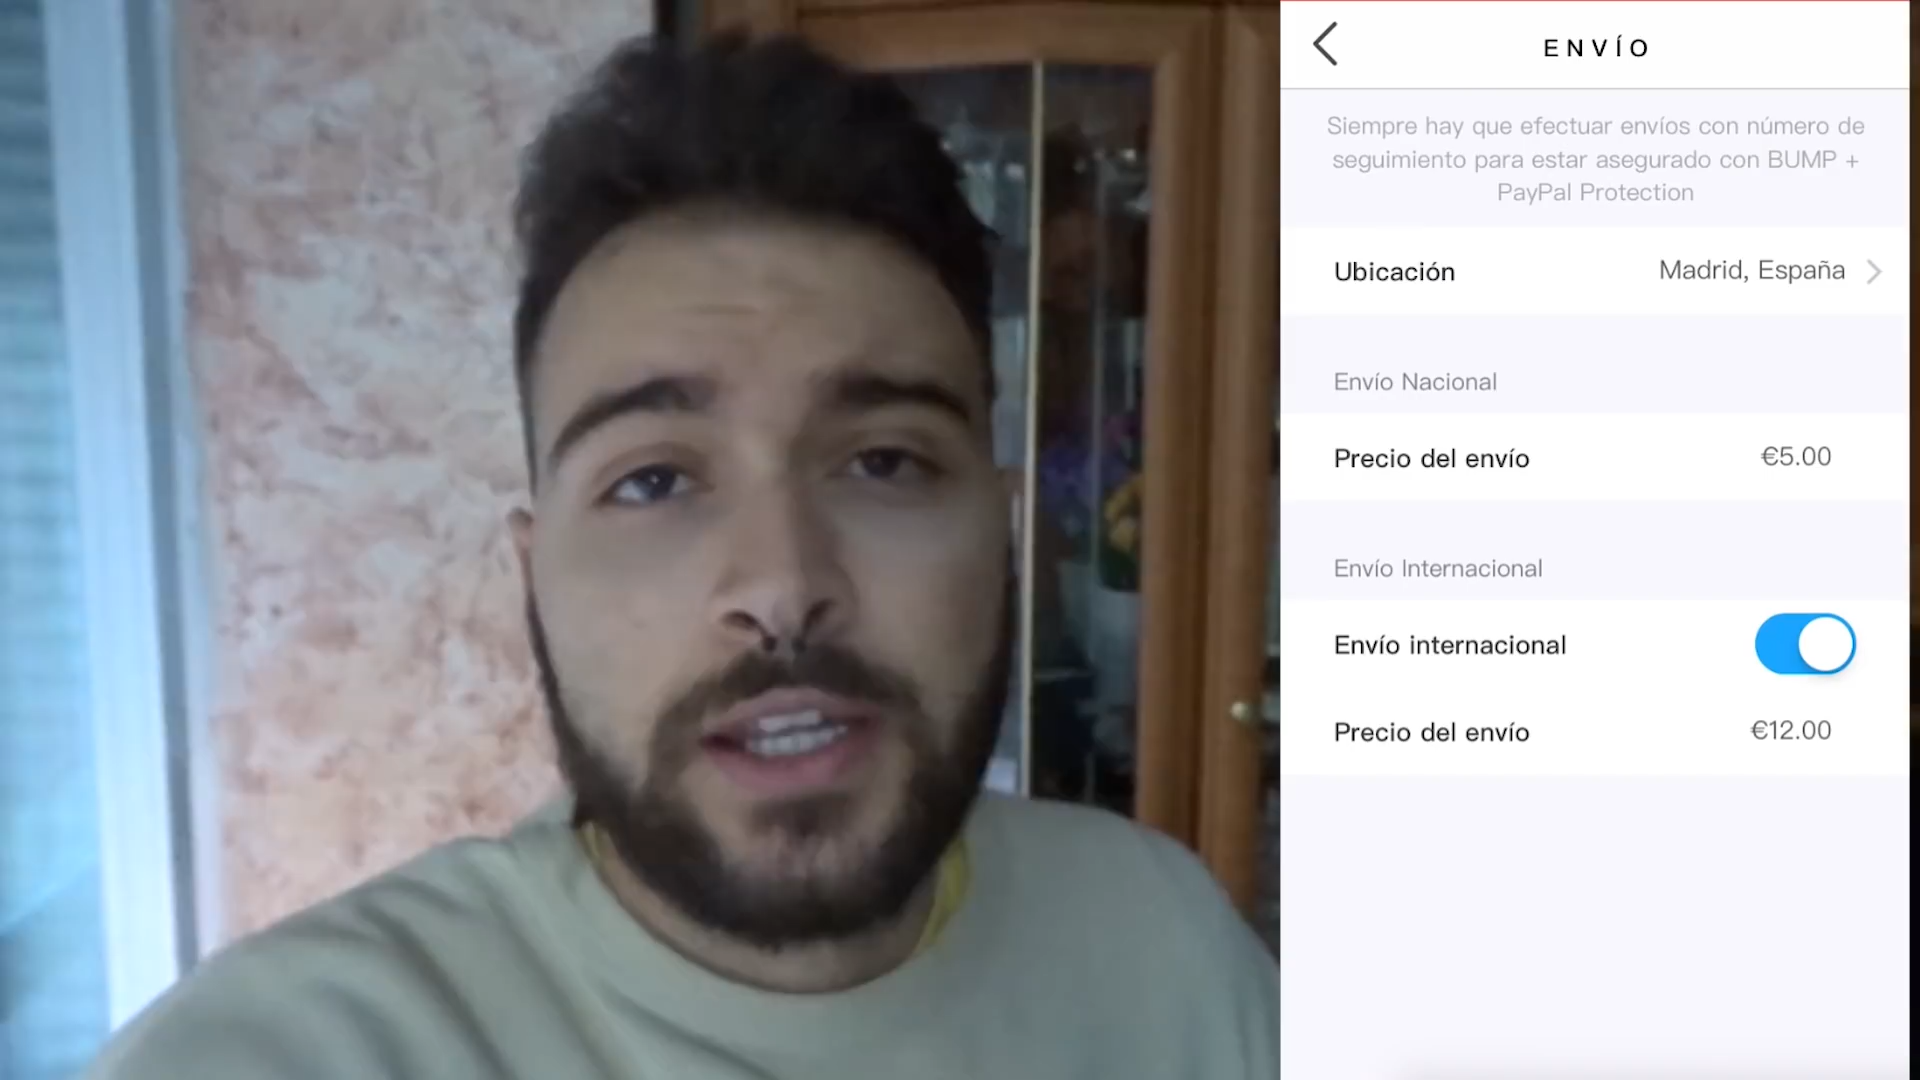 ENVÍO
Siempre hay que efectuar envíos con número de
seguimiento para estar asegurado con BUMP +
PayPal Protection
Ubicación Madrid, España
Envío Nacional
Precio del envío €5.00
Envío Internacional
Envío internacional
Precio del envío €12.00